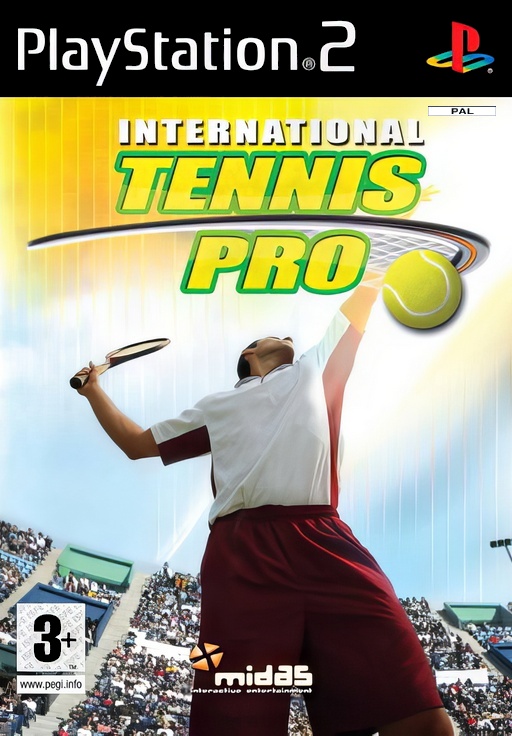 PlayStation®2
PAL
INTERNATIONAL
TENNIS
PRO
3+
www.pegi.info
midas
interactive entertainment